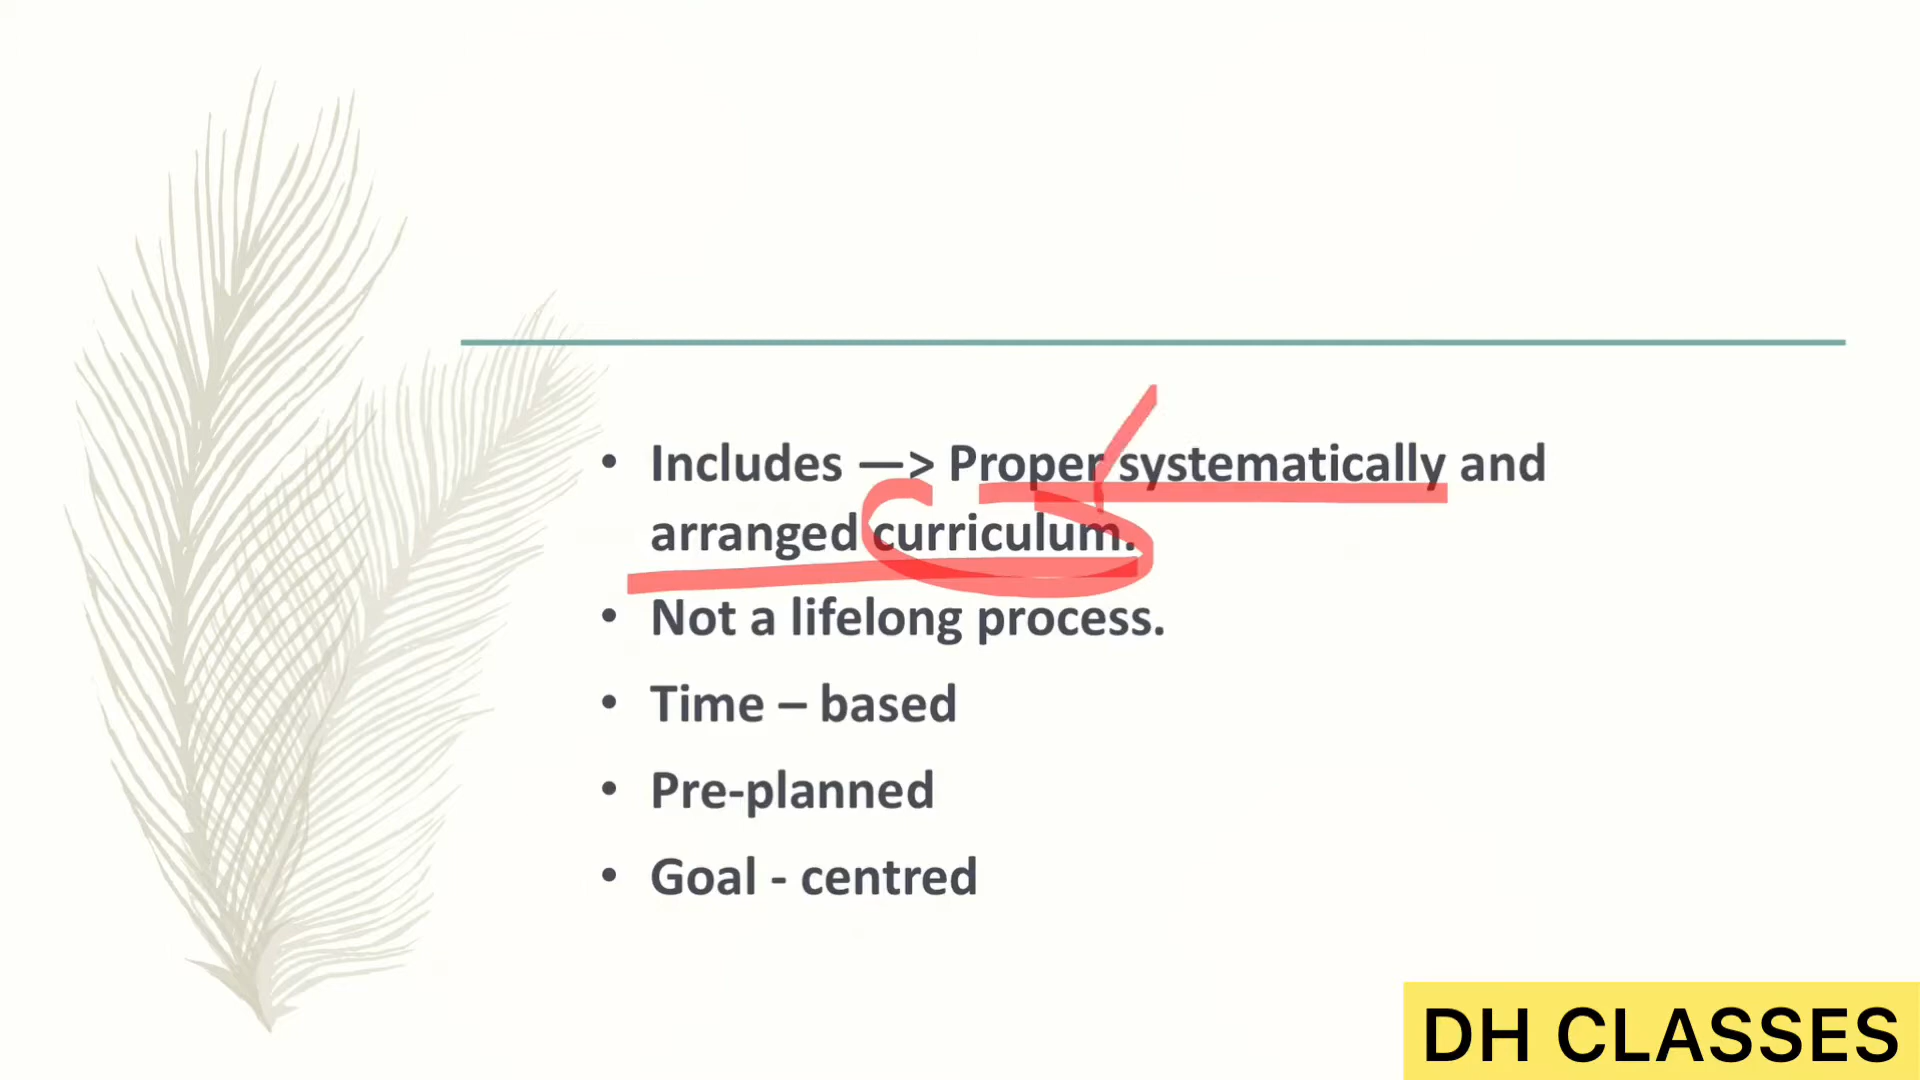 • Includes —> Proper systematically and
arranged curriculum.
• Not a lifelong process.
• Time – based
• Pre-planned
• Goal - centred
DH CLASSES